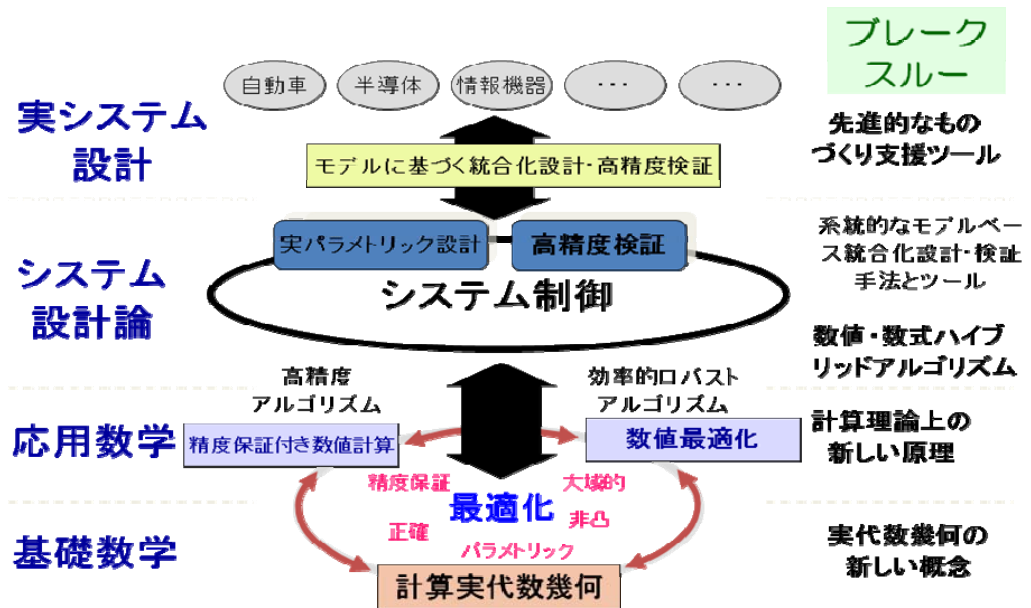 ブレーク
スルー
自動車
半導体
情報機器
・・・
・・・
実システム
設計
モデルに基づく統合化設計・高精度検証
先進的なもの
づくり支援ツール
実パラメトリック設計
高精度検証
システム制御
システム
設計論
系統的なモデルベー
ス統合化設計・検証
手法とツール
数値・数式ハイブ
リッドアルゴリズム
高精度
アルゴリズム
効率的ロバスト
アルゴリズム
応用数学
精度保証付き数値計算
数値最適化
計算理論上の
新しい原理
精度保証
大域的
最適化
正確
非凸
パラメトリック
基礎数学
計算実代数幾何
実代数幾何の
新しい概念